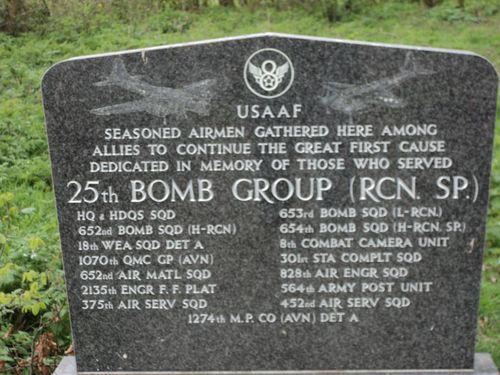 USAAF
SEASONED AIRMEN GATHERED HERE AMONG
ALLIES TO CONTINUE THE GREAT FIRST CAUSE
DEDICATED IN MEMORY OF THOSE WHO SERVED
25th BOMB GROUP (RCN. SP.)
HQ & HDQS SQD
652nd BOMB SQD (H-RCN)
18th WEA SQD DET A
1070th QMC GP (AVN)
652nd AIR MATL SQD
2135th ENGR F. F. PLAT
375th AIR SERV SQD
653rd BOMB SQD (L-RCN.)
654th BOMB SQD (H-RCN. SP.)
8th COMBAT CAMERA UNIT
301st STA COMPLT SQD
828th AIR ENGR SQD
564th ARMY POST UNIT
452nd AIR SERV SQD
1274th M.P. CO (AVN) DET A